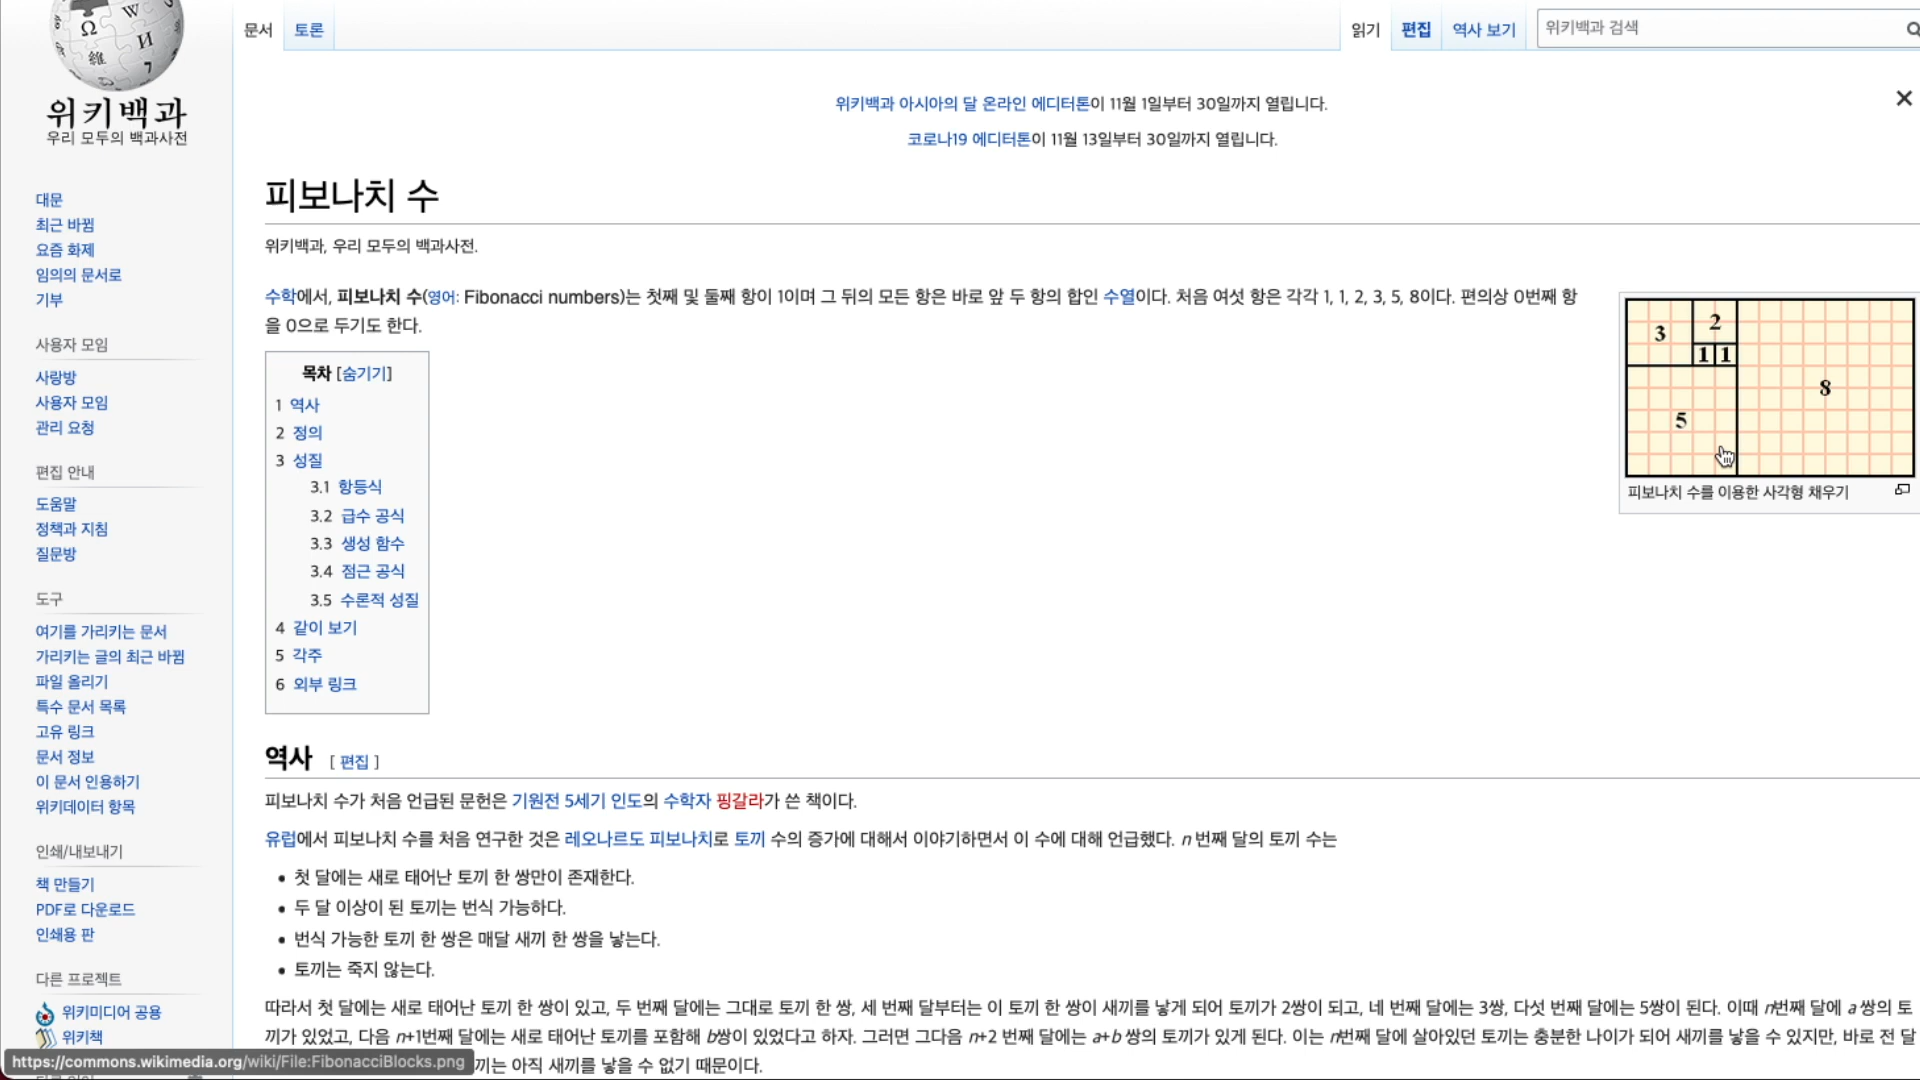 위키백과
우리 모두의 백과사전
문서
토론
읽기
편집
역사 보기
위키백과 검색
위키백과 아시아의 달 온라인 에디터톤이 11월 1일부터 30일까지 열립니다.
코로나19 에디터톤이 11월 13일부터 30일까지 열립니다.
대문
최근 바뀜
요즘 화제
임의의 문서로
기부
사용자 모임
사랑방
사용자 모임
관리 요청
편집 안내
도움말
정책과 지침
질문방
도구
여기를 가리키는 문서
가리키는 글의 최근 바뀜
파일 올리기
특수 문서 목록
고유 링크
문서 정보
이 문서 인용하기
위키데이터 항목
인쇄/내보내기
책 만들기
PDF로 다운로드
인쇄용 판
다른 프로젝트
위키미디어 공용
위키책
피보나치 수
위키백과, 우리 모두의 백과사전.
수학에서, 피보나치 수(영어: Fibonacci numbers)는 첫째 및 둘째 항이 1이며 그 뒤의 모든 항은 바로 앞 두 항의 합인 수열이다. 처음 여섯 항은 각각 1, 1, 2, 3, 5, 8이다. 편의상 0번째 항
을 0으로 두기도 한다.
3
2
1 1
8
5
피보나치 수를 이용한 사각형 채우기
목차 [숨기기]
1 역사
2 정의
3 성질
3.1 항등식
3.2 급수 공식
3.3 생성 함수
3.4 점근 공식
3.5 수론적 성질
4 같이 보기
5 각주
6 외부 링크
역사 [ 편집 ]
피보나치 수가 처음 언급된 문헌은 기원전 5세기 인도의 수학자 핑갈라가 쓴 책이다.
유럽에서 피보나치 수를 처음 연구한 것은 레오나르도 피보나치로 토끼 수의 증가에 대해서 이야기하면서 이 수에 대해 언급했다. n 번째 달의 토끼 수는
• 첫 달에는 새로 태어난 토끼 한 쌍만이 존재한다.
• 두 달 이상이 된 토끼는 번식 가능하다.
• 번식 가능한 토끼 한 쌍은 매달 새끼 한 쌍을 낳는다.
• 토끼는 죽지 않는다.
따라서 첫 달에는 새로 태어난 토끼 한 쌍이 있고, 두 번째 달에는 그대로 토끼 한 쌍, 세 번째 달부터는 이 토끼 한 쌍이 새끼를 낳게 되어 토끼가 2쌍이 되고, 네 번째 달에는 3쌍, 다섯 번째 달에는 5쌍이 된다. 이때 n번째 달에 a 쌍의 토
끼가 있었고, 다음 n+1번째 달에는 새로 태어난 토끼를 포함해 b쌍이 있었다고 하자. 그러면 그다음 n+2 번째 달에는 a+b 쌍의 토끼가 있게 된다. 이는 n번째 달에 살아있던 토끼는 충분한 나이가 되어 새끼를 낳을 수 있지만, 바로 전 달
끼는 아직 새끼를 낳을 수 없기 때문이다.
https://commons.wikimedia.org/wiki/File:FibonacciBlocks.png